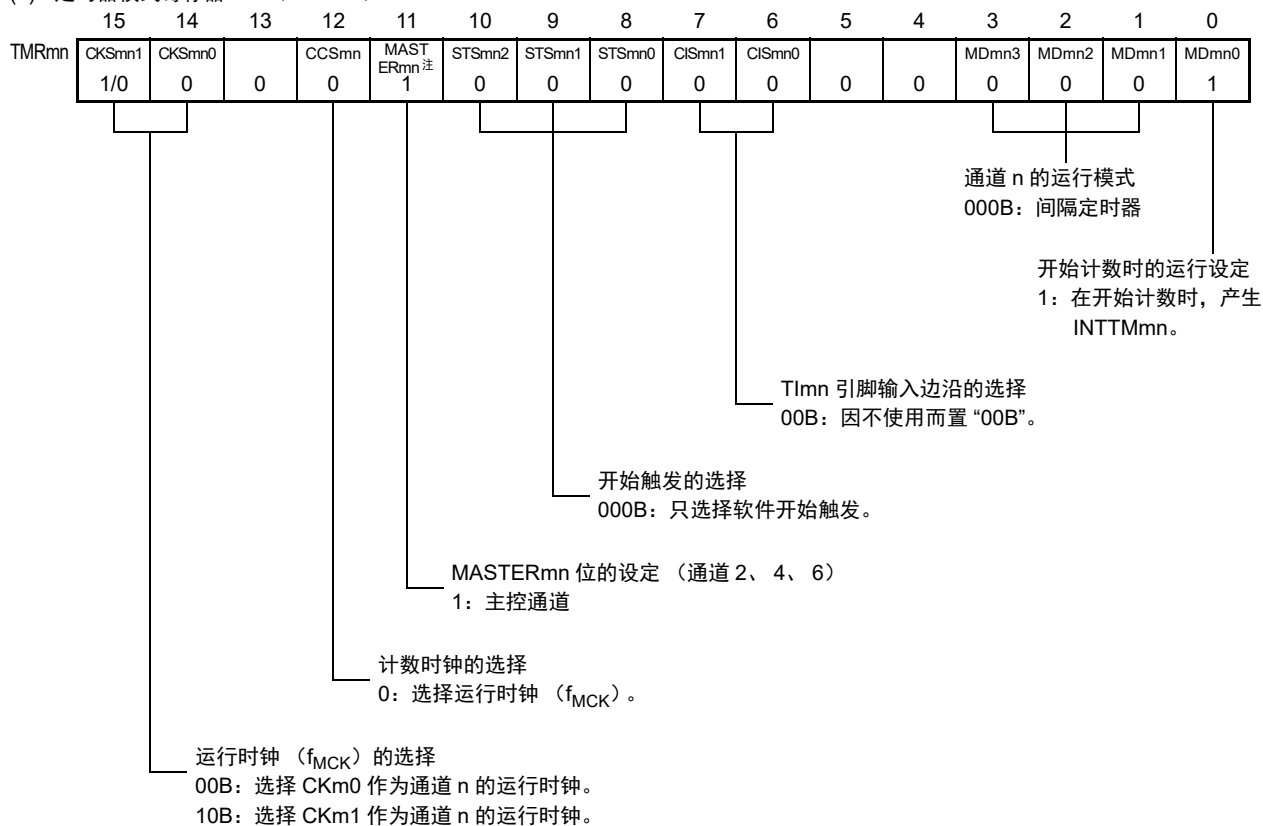 15 14 13 12 11 10 9 8 7 6 5 4 3 2 1 0
TMRmn CKSmn1 CKSmn0 CCSmn MAST ERmn 注 STSmn2 STSmn1 STSmn0 CISmn1 CISmn0 MDmn3 MDmn2 MDmn1 MDmn0
1/0 0 0 0 1 0 0 0 0 0 0 0 0 0 0 1
通道 n 的运行模式
000B：间隔定时器
开始计数时的运行设定
1：在开始计数时，产生
INTTMmn。
TImn 引脚输入边沿的选择
00B：因不使用而置 “00B”。
开始触发的选择
000B：只选择软件开始触发。
MASTERmn 位的设定 （通道 2、 4、 6）
1：主控通道
计数时钟的选择
0：选择运行时钟 （fMCK）。
运行时钟 （fMCK）的选择
00B：选择 CKm0 作为通道 n 的运行时钟。
10B：选择 CKm1 作为通道 n 的运行时钟。